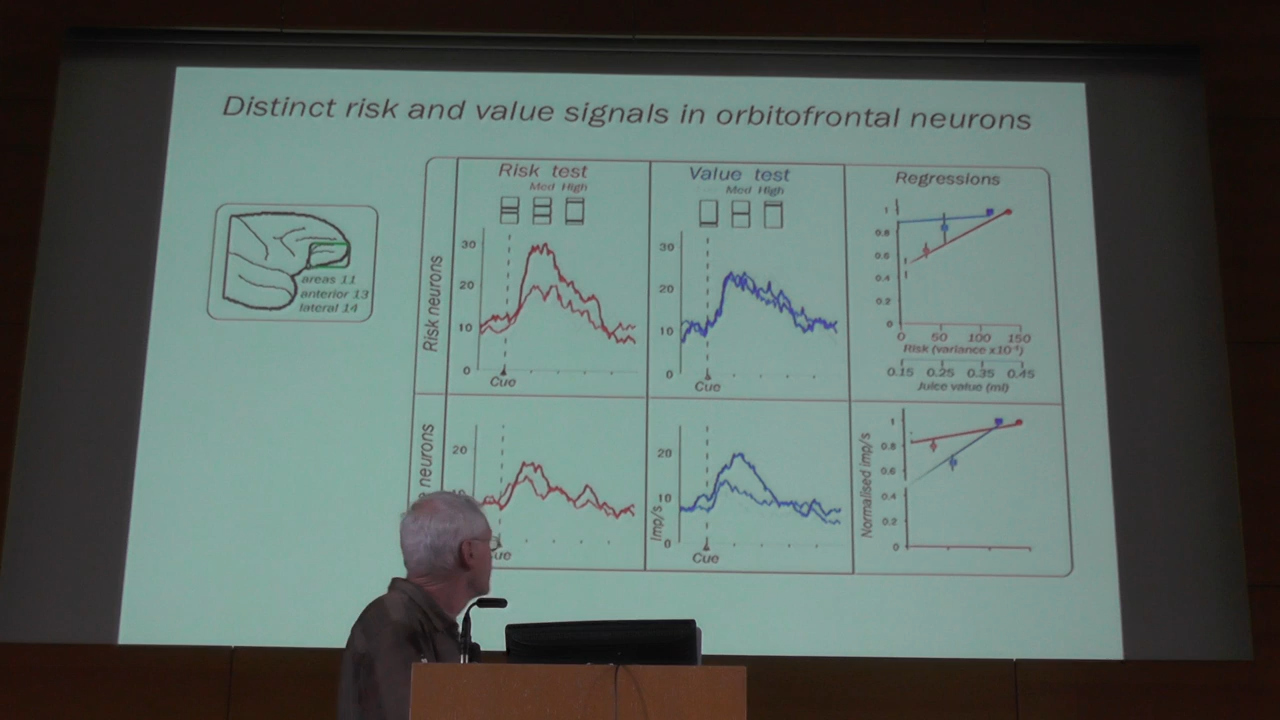 Distinct risk and value signals in orbitofrontal neurons
areas 11
anterior 13
lateral 14
Risk test
Med High
Value test
Med High
Regressions
Risk neurons
30
20
10
0
Cue
30
20
10
0
Cue
1
0.8
0.6
0.4
0.2
0
0 50 100 150
Risk (variance x10
0.15 0.25 0.35 0.45
Juice value (ml)
neurons
20
ue
Imp/s
20
10
0
Cue
Normalised imp/s
1
0.8
0.6
0.4
0.2
0